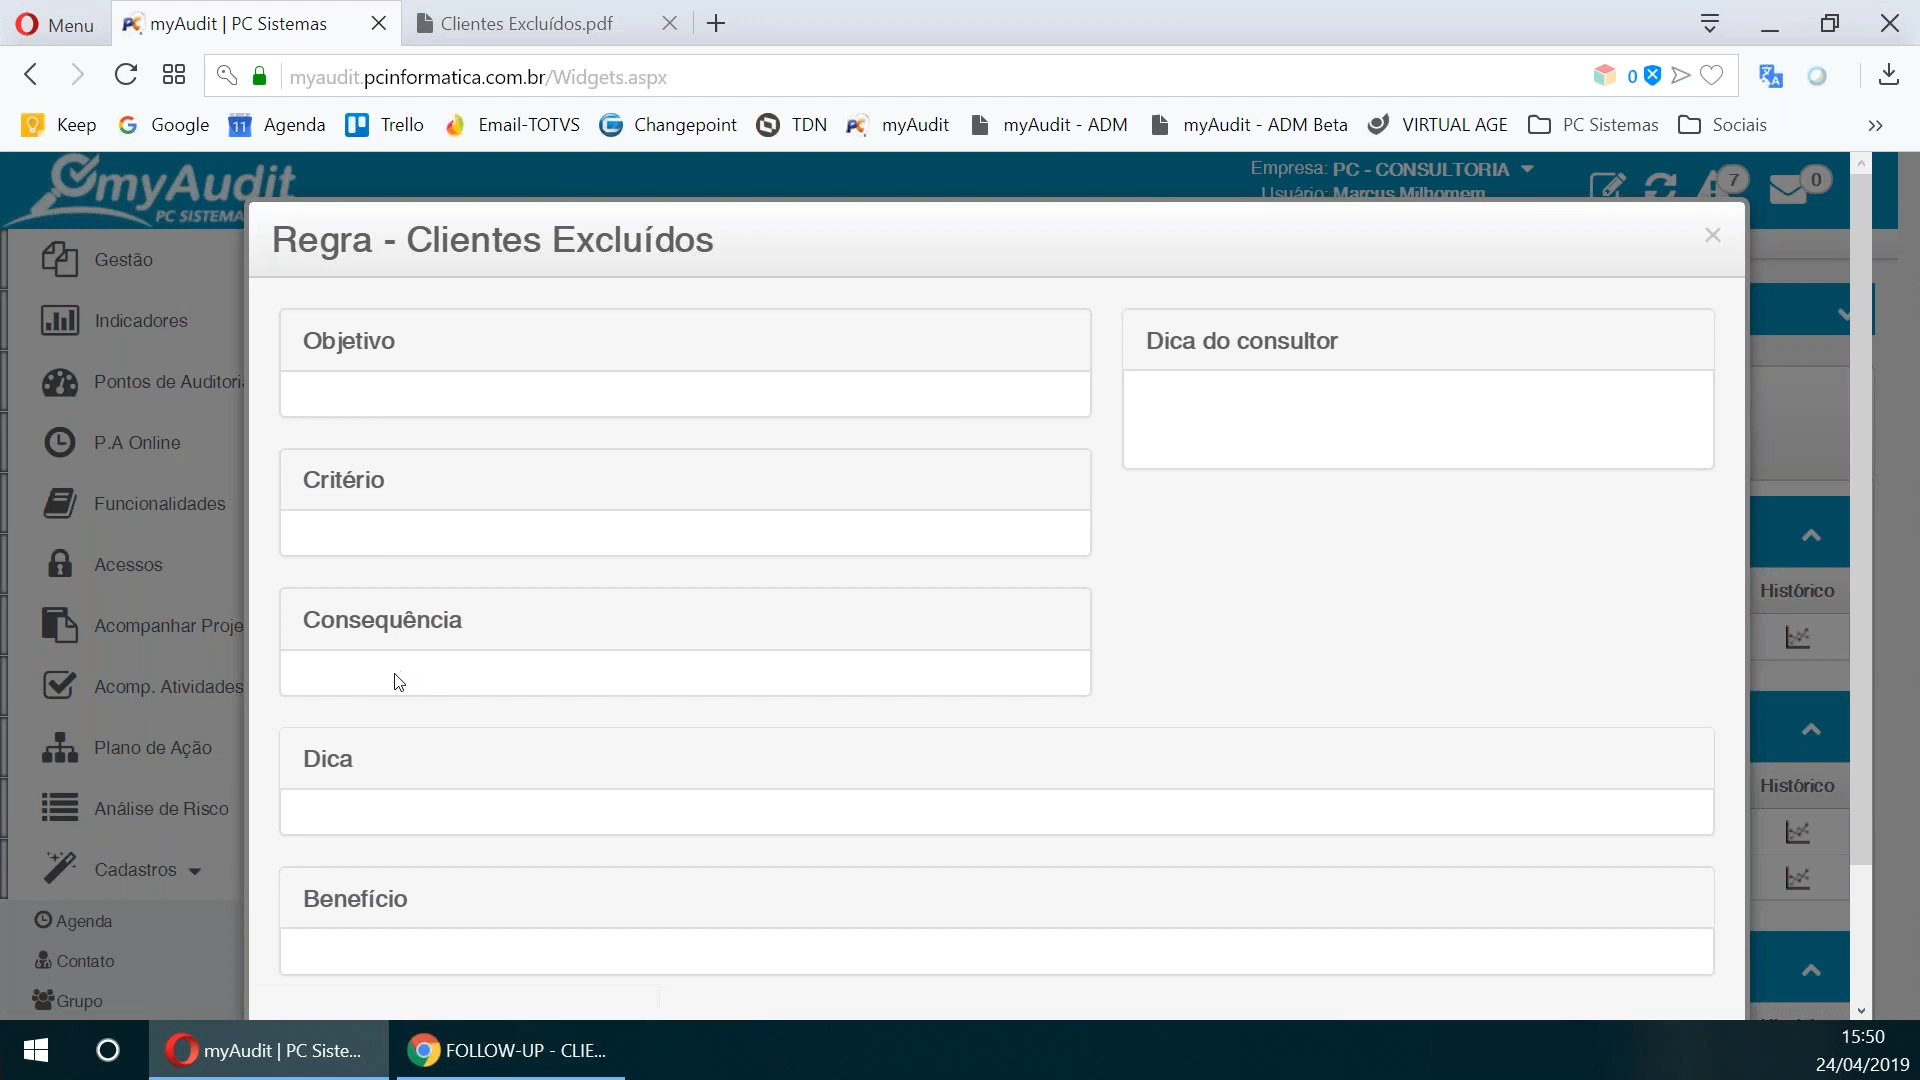 Menu
myAudit | PC Sistemas
Clientes Excluídos.pdf
myaudit.pcinformatica.com.br/Widgets.aspx
0
Keep
Google
11
Agenda
Trello
Email-TOTVS
Changepoint
TDN
myAudit
myAudit - ADM
myAudit - ADM Beta
VIRTUAL AGE
PC Sistemas
Sociais
myAudit
PC SISTEMA
Empresa: PC - CONSULTORIA
Usuário: Marcus Milhomem
7
0
Gestão
Indicadores
Pontos de Auditori
P.A Online
Funcionalidades
Acessos
Acompanhar Proje
Acomp. Atividades
Plano de Ação
Análise de Risco
Cadastros
Agenda
Contato
Grupo
Regra - Clientes Excluídos
×
Objetivo
Dica do consultor
Critério
Consequência
Dica
Benefício
Histórico
Histórico
myAudit | PC Siste...
FOLLOW-UP - CLIE...
15:50
24/04/2019